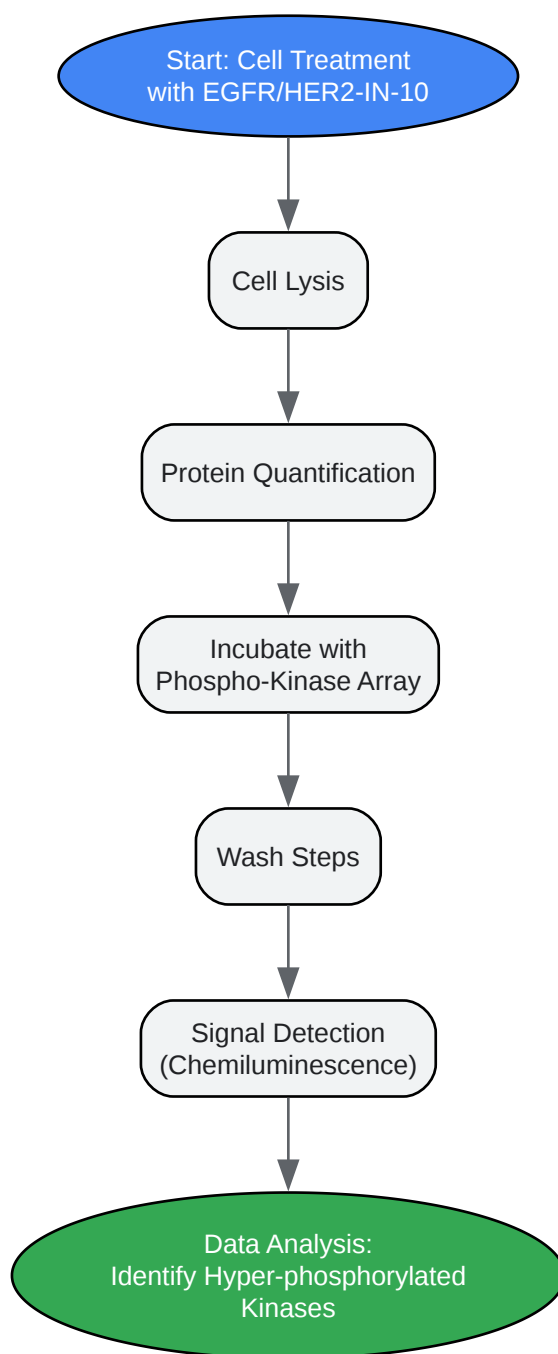 Start: Cell Treatment
with EGFR/HER2-IN-10
Cell Lysis
Protein Quantification
Incubate with
Phospho-Kinase Array
Wash Steps
Signal Detection
(Chemiluminescence)
Data Analysis:
Identify Hyper-phosphorylated
Kinases